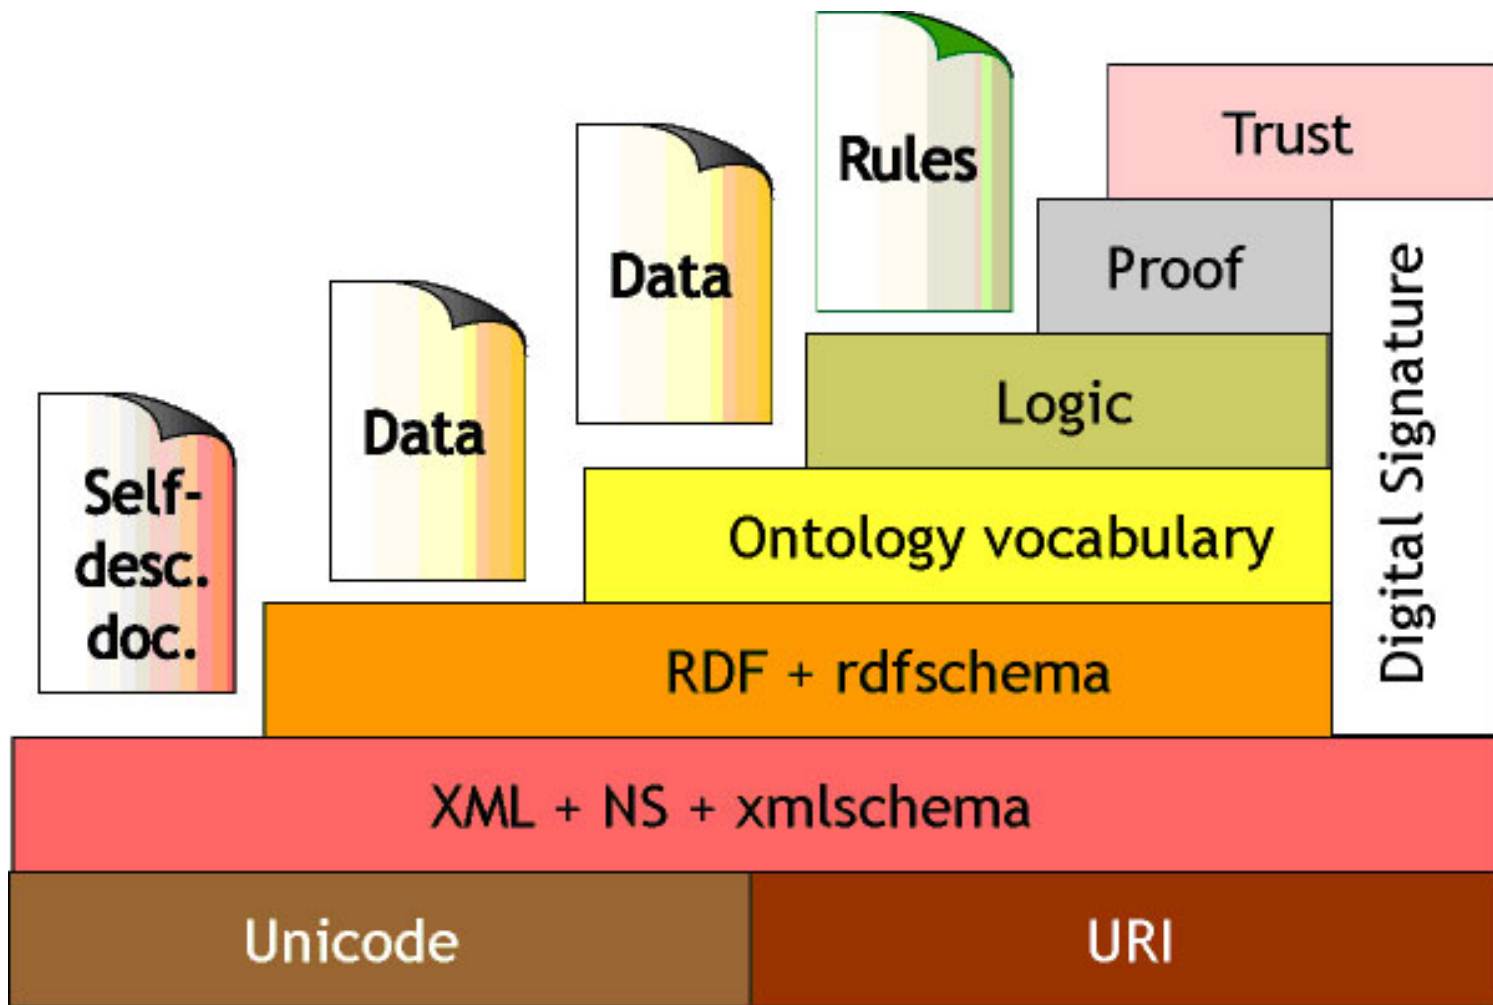 Rules
Trust
Data
Proof
Data
Logic
Self-
desc.
doc.
Ontology vocabulary
Digital Signature
RDF + rdfschema
XML + NS + xmlschema
Unicode
URI